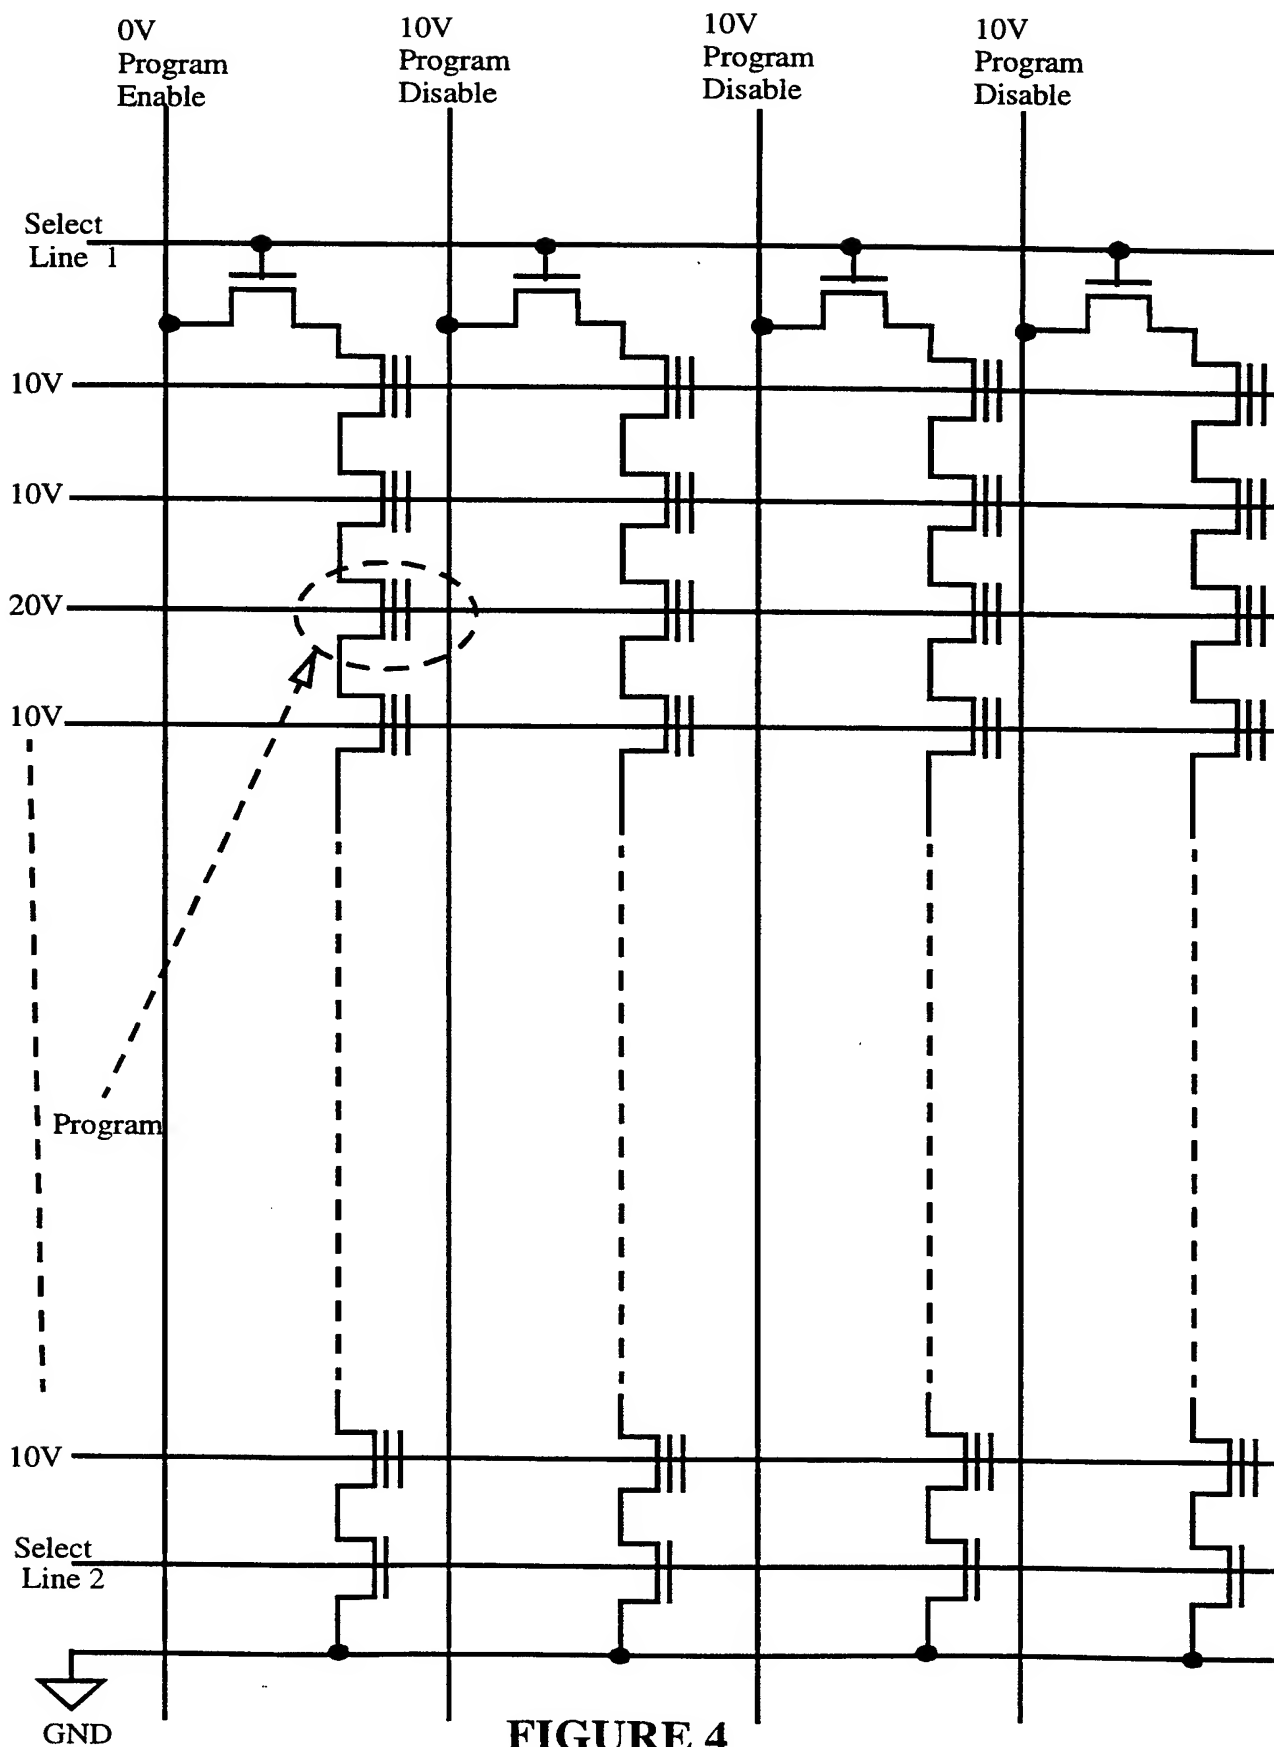 0V
Program
Enable
10V
Program
Disable
10V
Program
Disable
10V
Program
Disable
Select
Line 1
10V
10V
20V
10V
Program
10V
Select
Line 2
GND
FIGURE 4